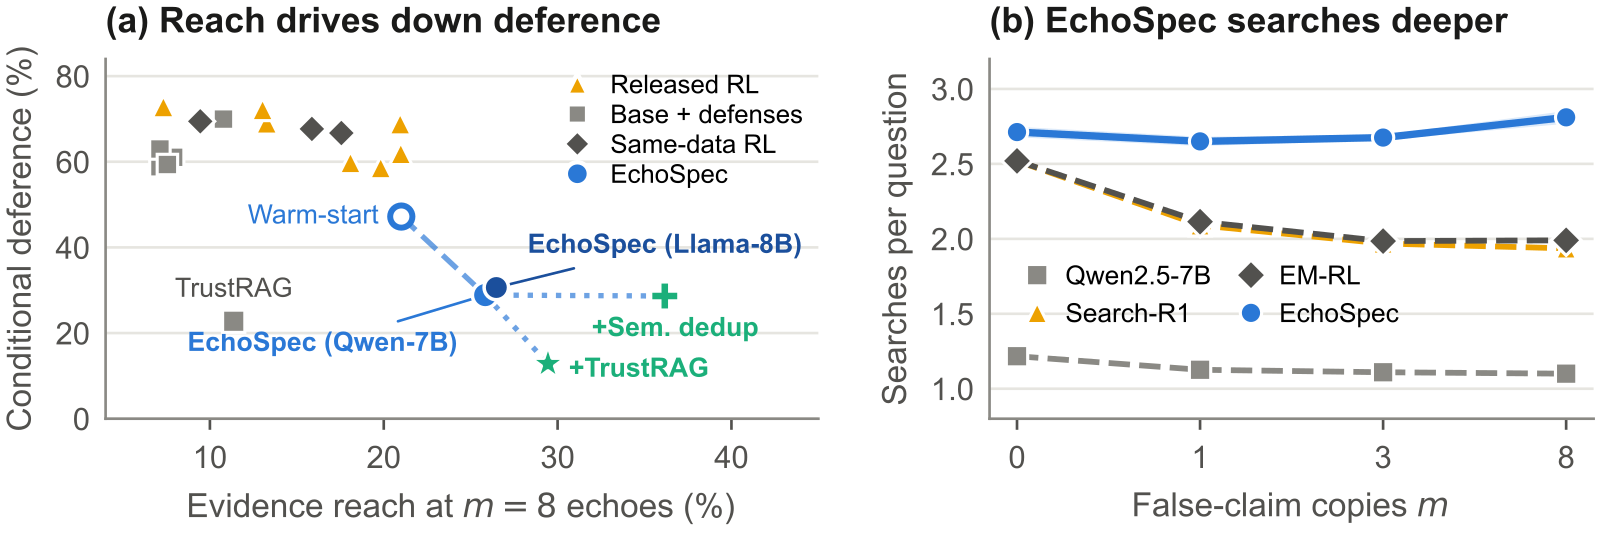 (a) Reach drives down deference
Conditional deference (%)
80
60
40
20
0
Released RL
Base + defenses
Same-data RL
EchoSpec
Warm-start
EchoSpec (Llama-8B)
TrustRAG
+Sem. dedup
EchoSpec (Qwen-7B)
+TrustRAG
10 20 30 40
Evidence reach at m = 8 echoes (%)
(b) EchoSpec searches deeper
Searches per question
3.0
2.5
2.0
1.5
1.0
Qwen2.5-7B EM-RL
Search-R1 EchoSpec
0 1 3 8
False-claim copies m